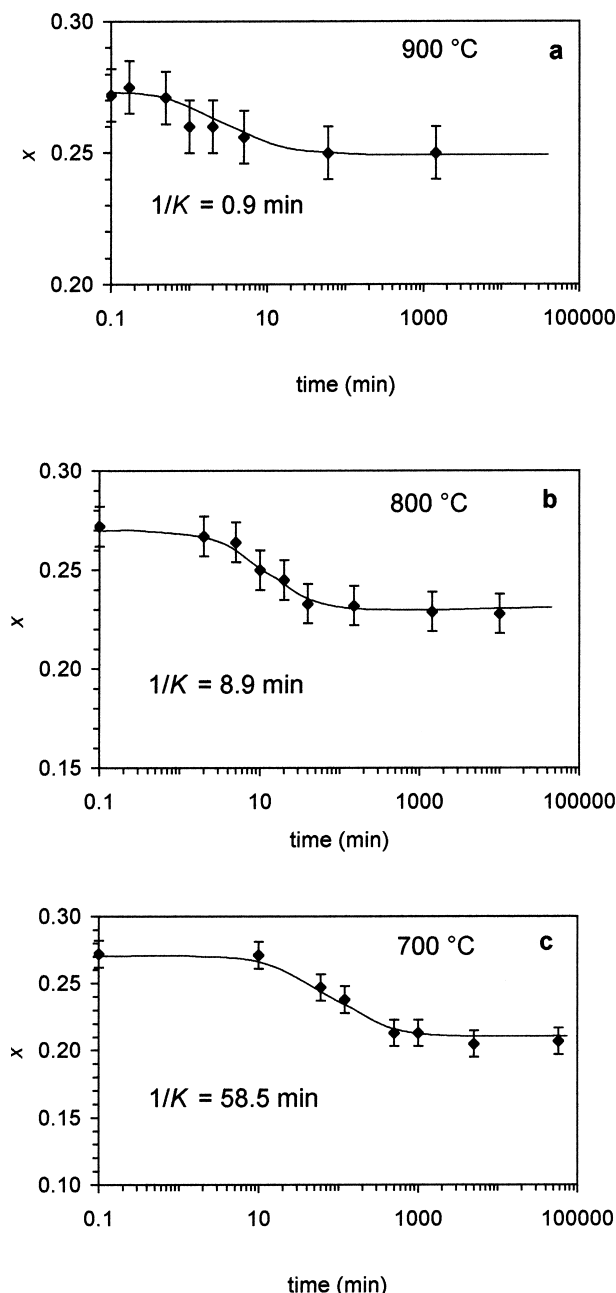 0.30
900 °C
a
x
0.25
1/K = 0.9 min
0.20
0.1
10
1000
100000
time (min)
0.30
800 °C
b
0.25
x
0.20
1/K = 8.9 min
0.15
0.1
10
1000
100000
time (min)
0.30
700 °C
c
0.25
x
0.20
0.15
1/K = 58.5 min
0.10
0.1
10
1000
100000
time (min)